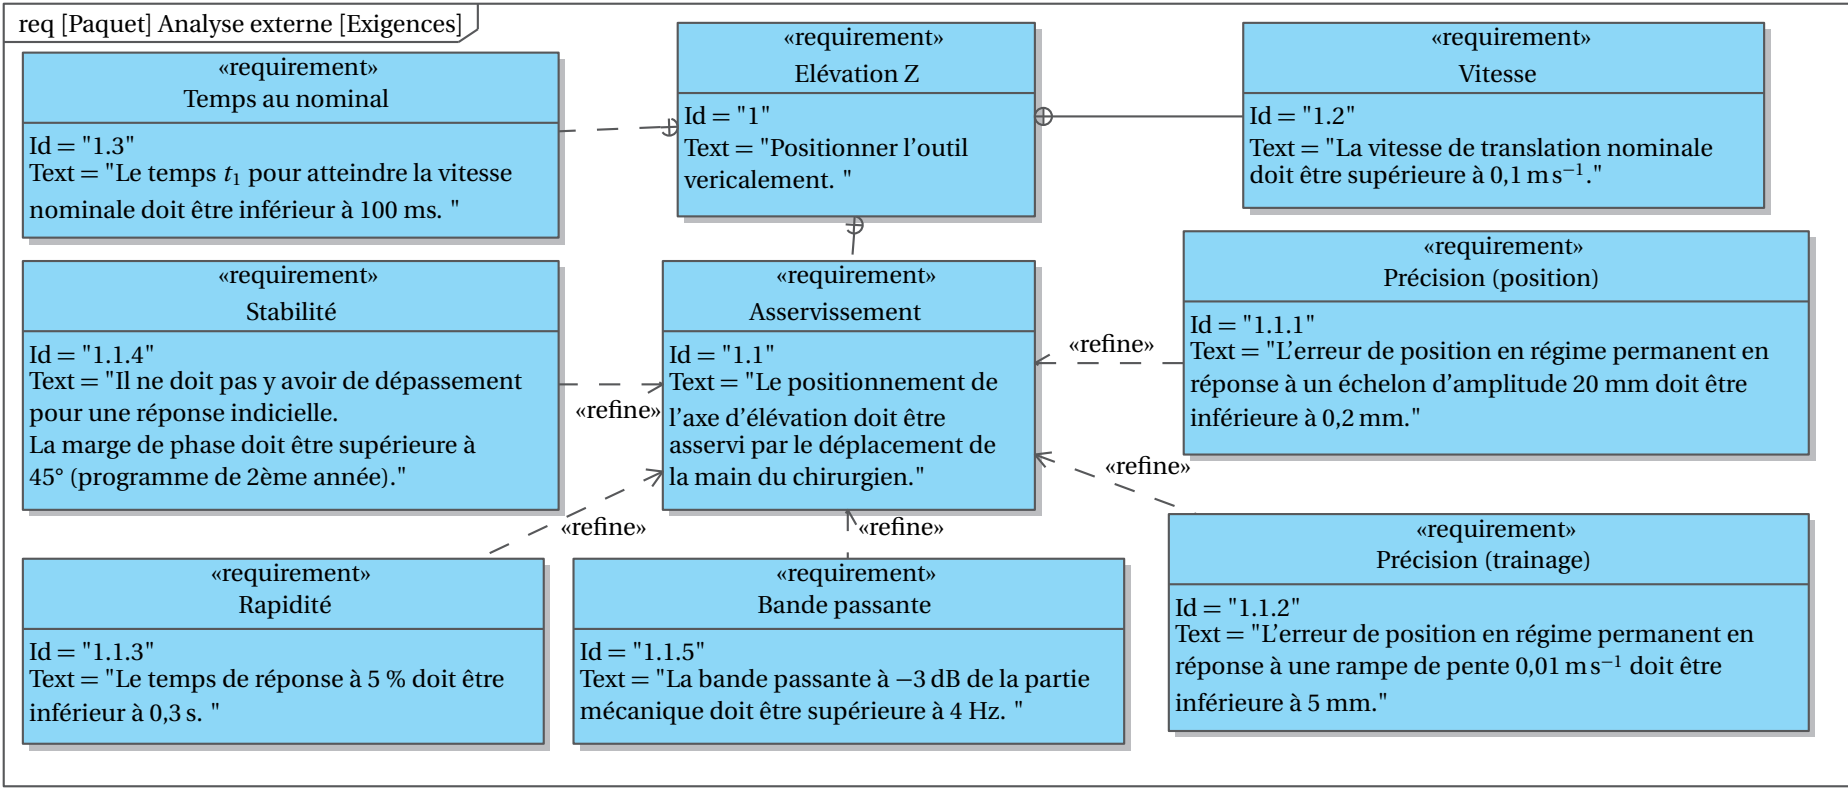 req [Paquet] Analyse externe [Exigences]
«requirement»
Temps au nominal
Id = "1.3"
Text = "Le temps t₁ pour atteindre la vitesse
nominale doit être inférieur à 100 ms. "
«requirement»
Elévation Z
Id = "1"
Text = "Positionner l'outil
vericalement. "
«requirement»
Vitesse
Id = "1.2"
Text = "La vitesse de translation nominale
doit être supérieure à 0,1 m s⁻¹."
«requirement»
Stabilité
Id = "1.1.4"
Text = "Il ne doit pas y avoir de dépassement
pour une réponse indicielle.
La marge de phase doit être supérieure à
45° (programme de 2ème année)."
«refine»
«requirement»
Asservissement
Id = "1.1"
Text = "Le positionnement de
l'axe d'élévation doit être
asservi par le déplacement de
la main du chirurgien."
«refine»
«requirement»
Précision (position)
Id = "1.1.1"
Text = "L'erreur de position en régime permanent en
réponse à un échelon d'amplitude 20 mm doit être
inférieure à 0,2 mm."
«refine»
«refine»
«refine»
«requirement»
Rapidité
Id = "1.1.3"
Text = "Le temps de réponse à 5 % doit être
inférieur à 0,3 s. "
«requirement»
Bande passante
Id = "1.1.5"
Text = "La bande passante à −3 dB de la partie
mécanique doit être supérieure à 4 Hz. "
«requirement»
Précision (trainage)
Id = "1.1.2"
Text = "L'erreur de position en régime permanent en
réponse à une rampe de pente 0,01 m s⁻¹ doit être
inférieure à 5 mm."